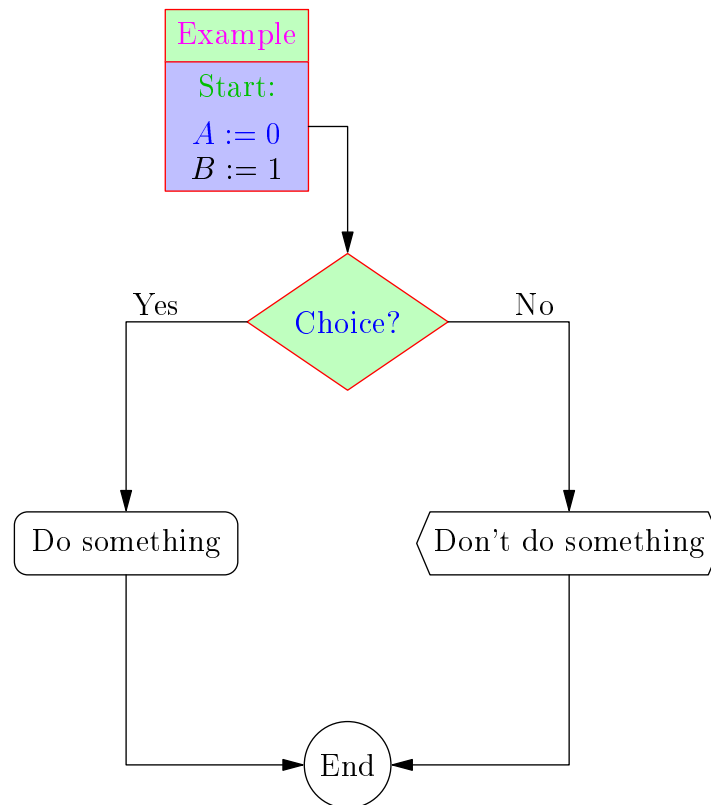 Example
Start:
A := 0
B := 1
Choice?
Yes
No
Do something
Don't do something
End